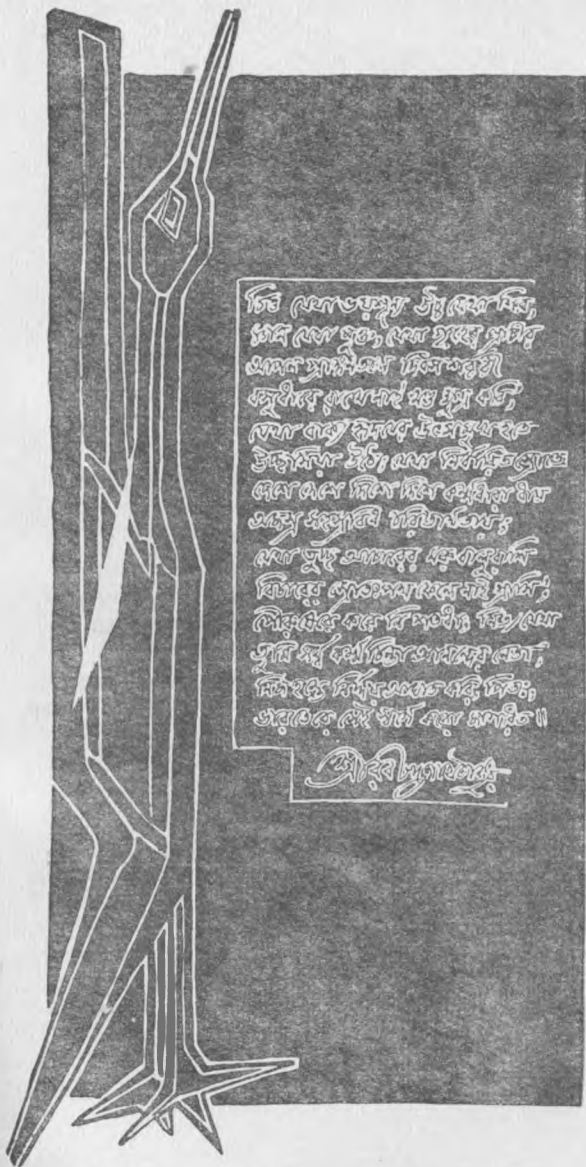 চিত্ত যেথা ভয়শূন্য উচ্চ যেথা শির,
জ্ঞান যেথা মুক্ত, যেথা গৃহের প্রাচীর
আপন প্রাঙ্গণতলে দিবস শর্বরী
বসুধারে রাখে নাই খণ্ড ক্ষুদ্র করি,
যেথা বাক্য হৃদয়ের উৎসমুখ হতে
উচ্ছ্বসিয়া উঠে, যেথা নির্বারিত স্রোতে
দেশে দেশে দিশে দিশে কর্মধারা ধায়
অজস্র সহস্রবিধ চরিতার্থতায়;
যেথা তুচ্ছ আচারের মরুবালুরাশি
বিচারের স্রোতঃপথ ফেলে নাই গ্রাসি;
পৌরুষেরে করে নি শতধা; নিত্য যেথা
তুমি সর্ব কর্ম চিন্তা আনন্দের নেতা;
নিজ হস্তে নির্দয় আঘাত করি পিতঃ,
ভারতেরে সেই স্বর্গে করো জাগরিত॥
শ্রীরবীন্দ্রনাথ ঠাকুর